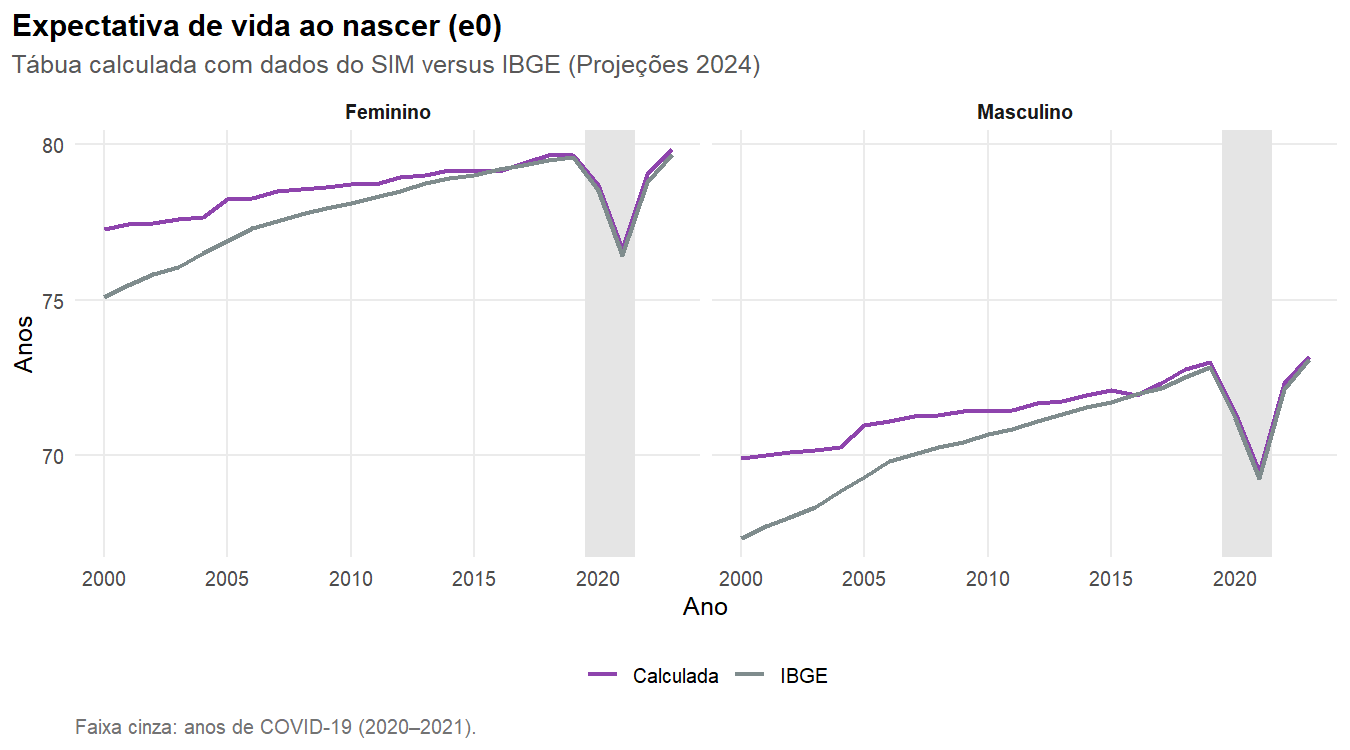 Expectativa de vida ao nascer (e0)
Tábua calculada com dados do SIM versus IBGE (Projeções 2024)
Feminino
Masculino
80
75
70
Anos
2000 2005 2010 2015 2020
2000 2005 2010 2015 2020
Ano
Calculada IBGE
Faixa cinza: anos de COVID-19 (2020–2021).